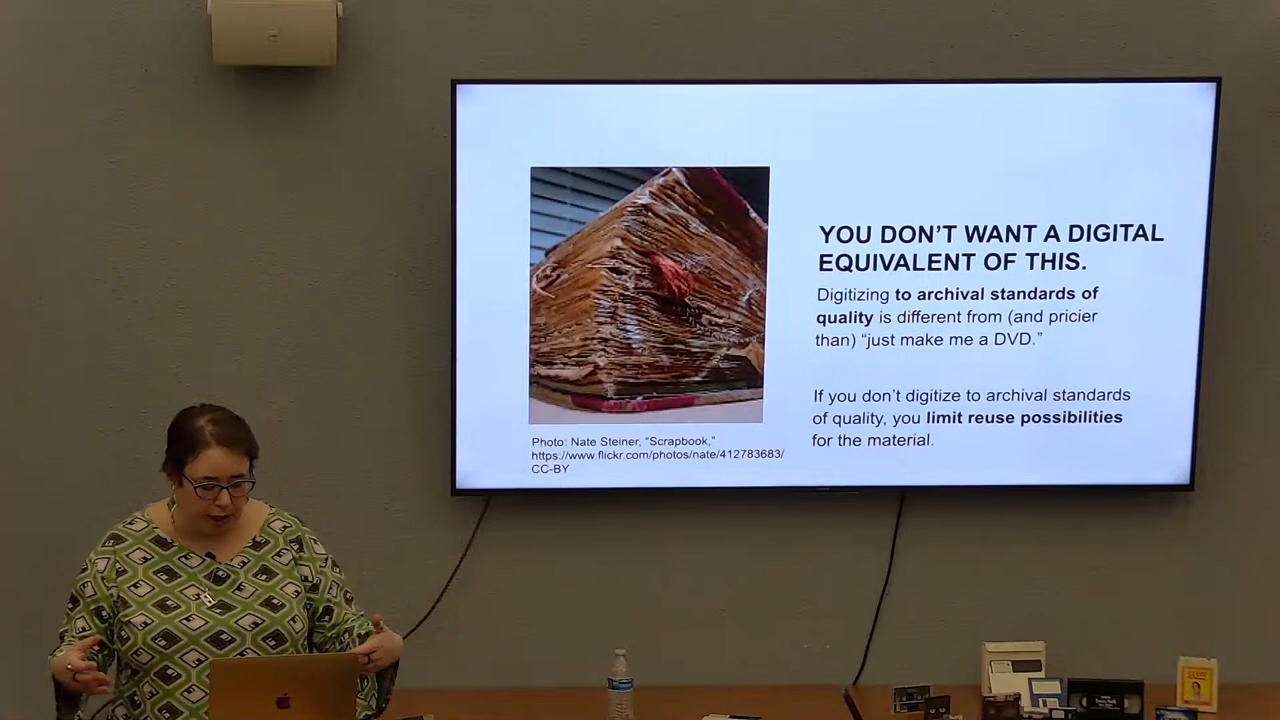 YOU DON’T WANT A DIGITAL
EQUIVALENT OF THIS.
Digitizing to archival standards of
quality is different from (and pricier
than) “just make me a DVD.”
If you don’t digitize to archival standards
of quality, you limit reuse possibilities
for the material.
Photo: Nate Steiner, “Scrapbook,”
https://www.flickr.com/photos/nate/412783683/
CC-BY